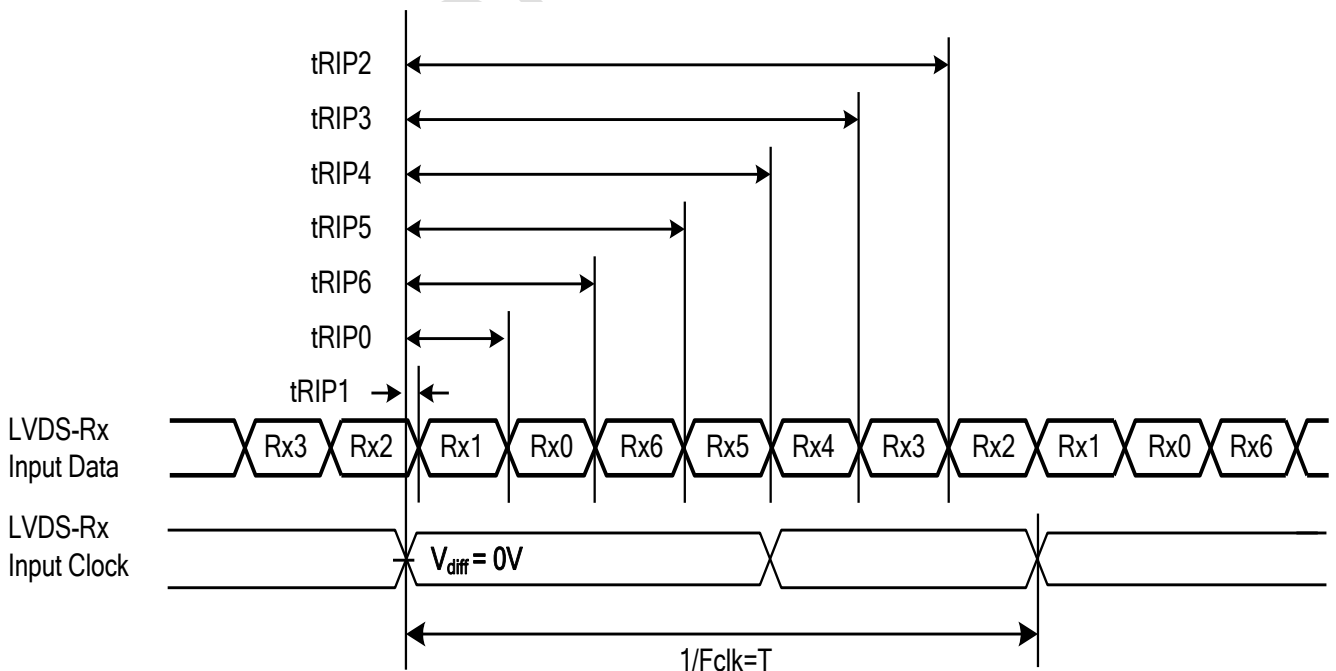 tRIP2
tRIP3
tRIP4
tRIP5
tRIP6
tRIP0
tRIP1
LVDS-Rx
Input Data
Rx3 Rx2 Rx1 Rx0 Rx6 Rx5 Rx4 Rx3 Rx2 Rx1 Rx0 Rx6
LVDS-Rx
Input Clock
Vdiff = 0V
1/Fclk=T